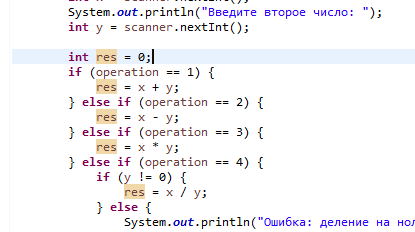 System.out.println("Введите второе число: ");
int y = scanner.nextInt();
int res = 0;
if (operation == 1) {
res = x + y;
} else if (operation == 2) {
res = x - y;
} else if (operation == 3) {
res = x * y;
} else if (operation == 4) {
if (y != 0) {
res = x / y;
} else {
System.out.println("Ошибка: деление на нол